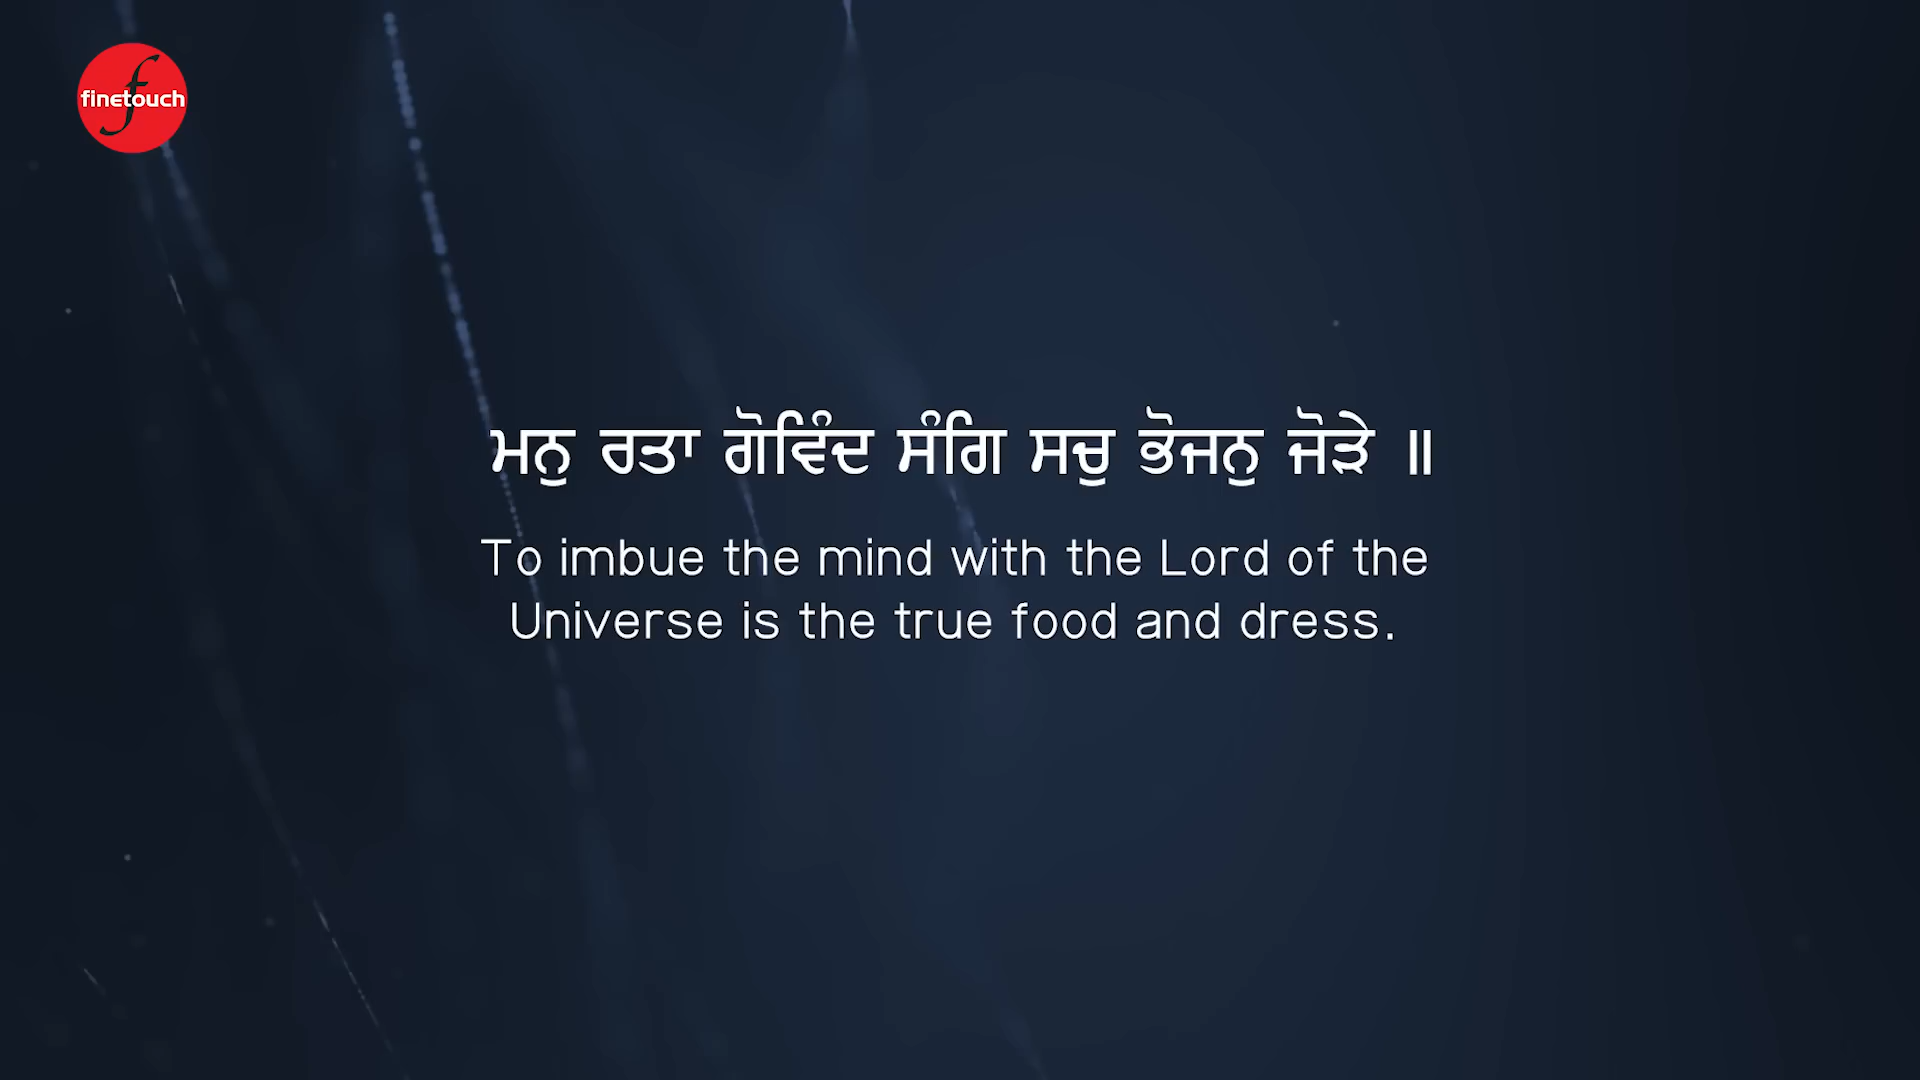 finetouch
ਮਨੁ ਰਤਾ ਗੋਵਿੰਦ ਸੰਗਿ ਸਚੁ ਭੋਜਨੁ ਜੋੜੇ ॥
To imbue the mind with the Lord of the
Universe is the true food and dress.